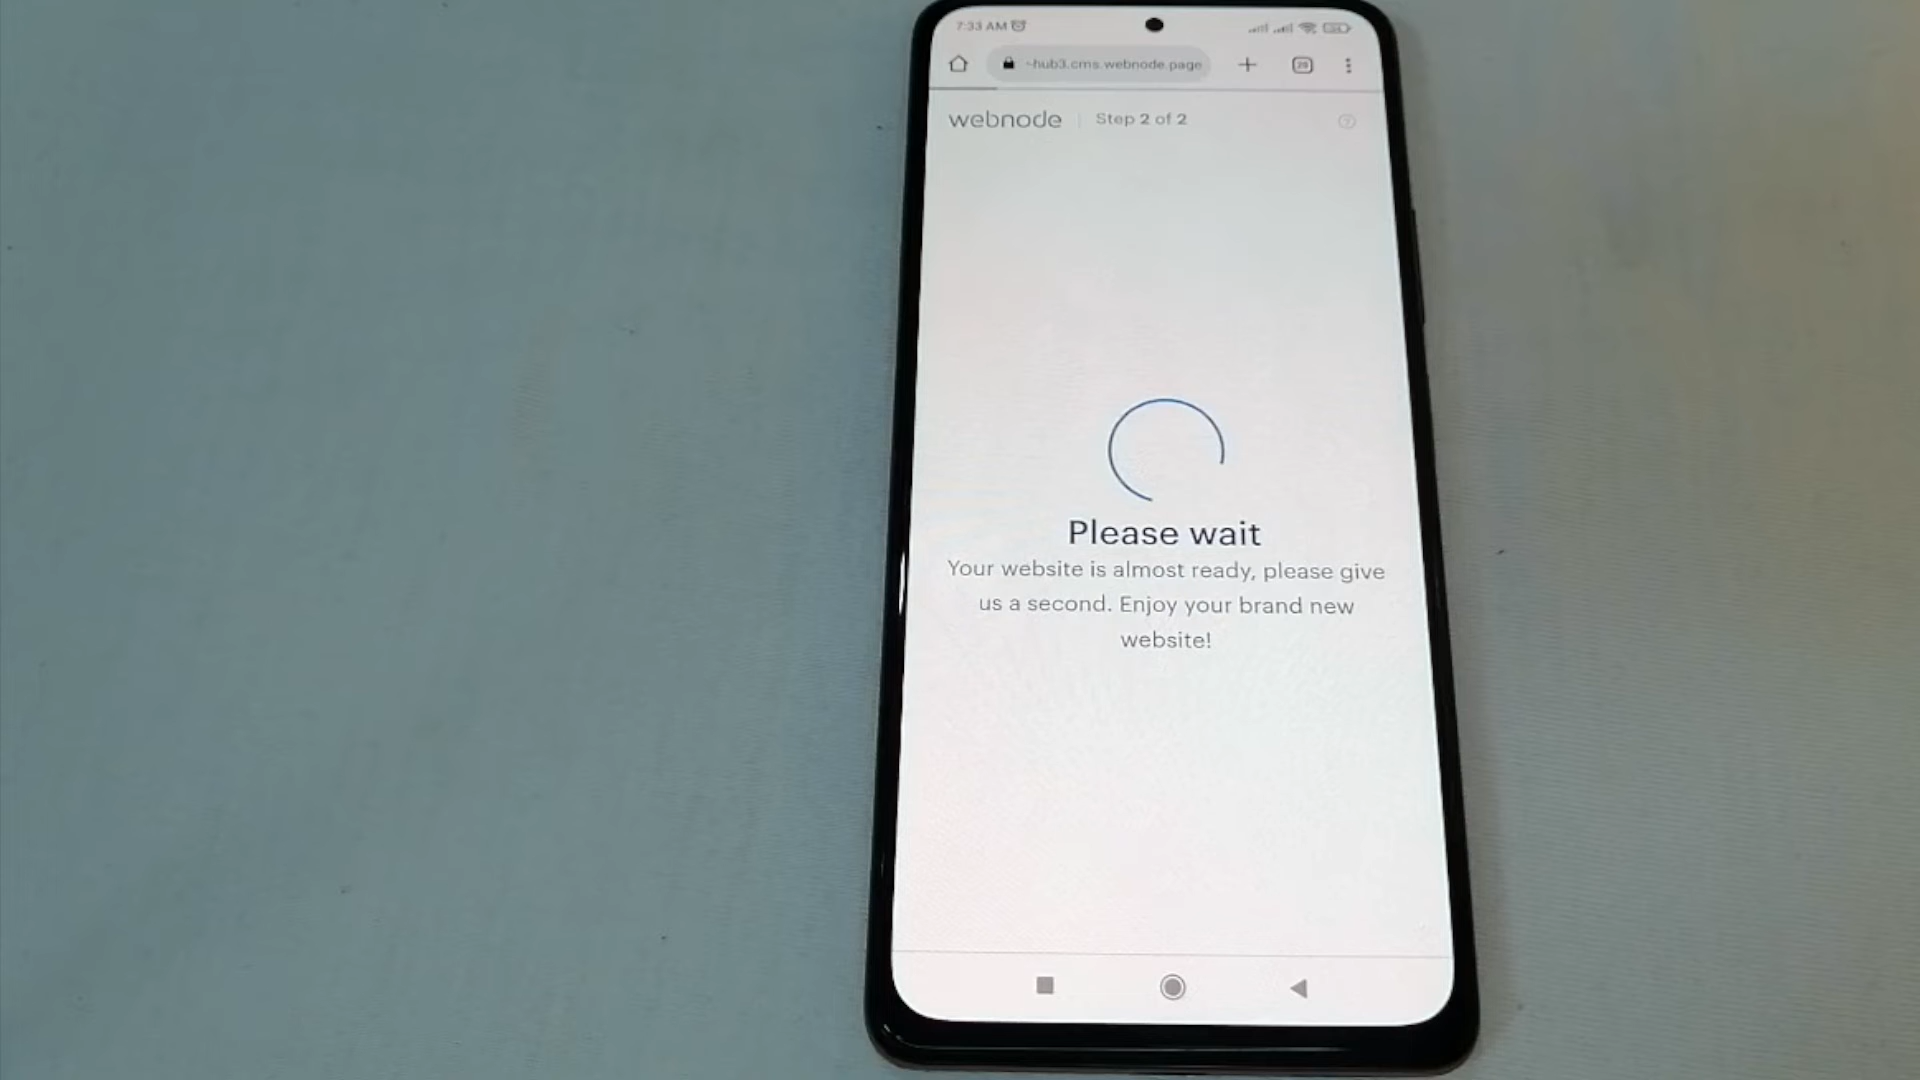 7:33 AM
-hub3.cms.webnode.page
20
webnode | Step 2 of 2
Please wait
Your website is almost ready, please give
us a second. Enjoy your brand new
website!